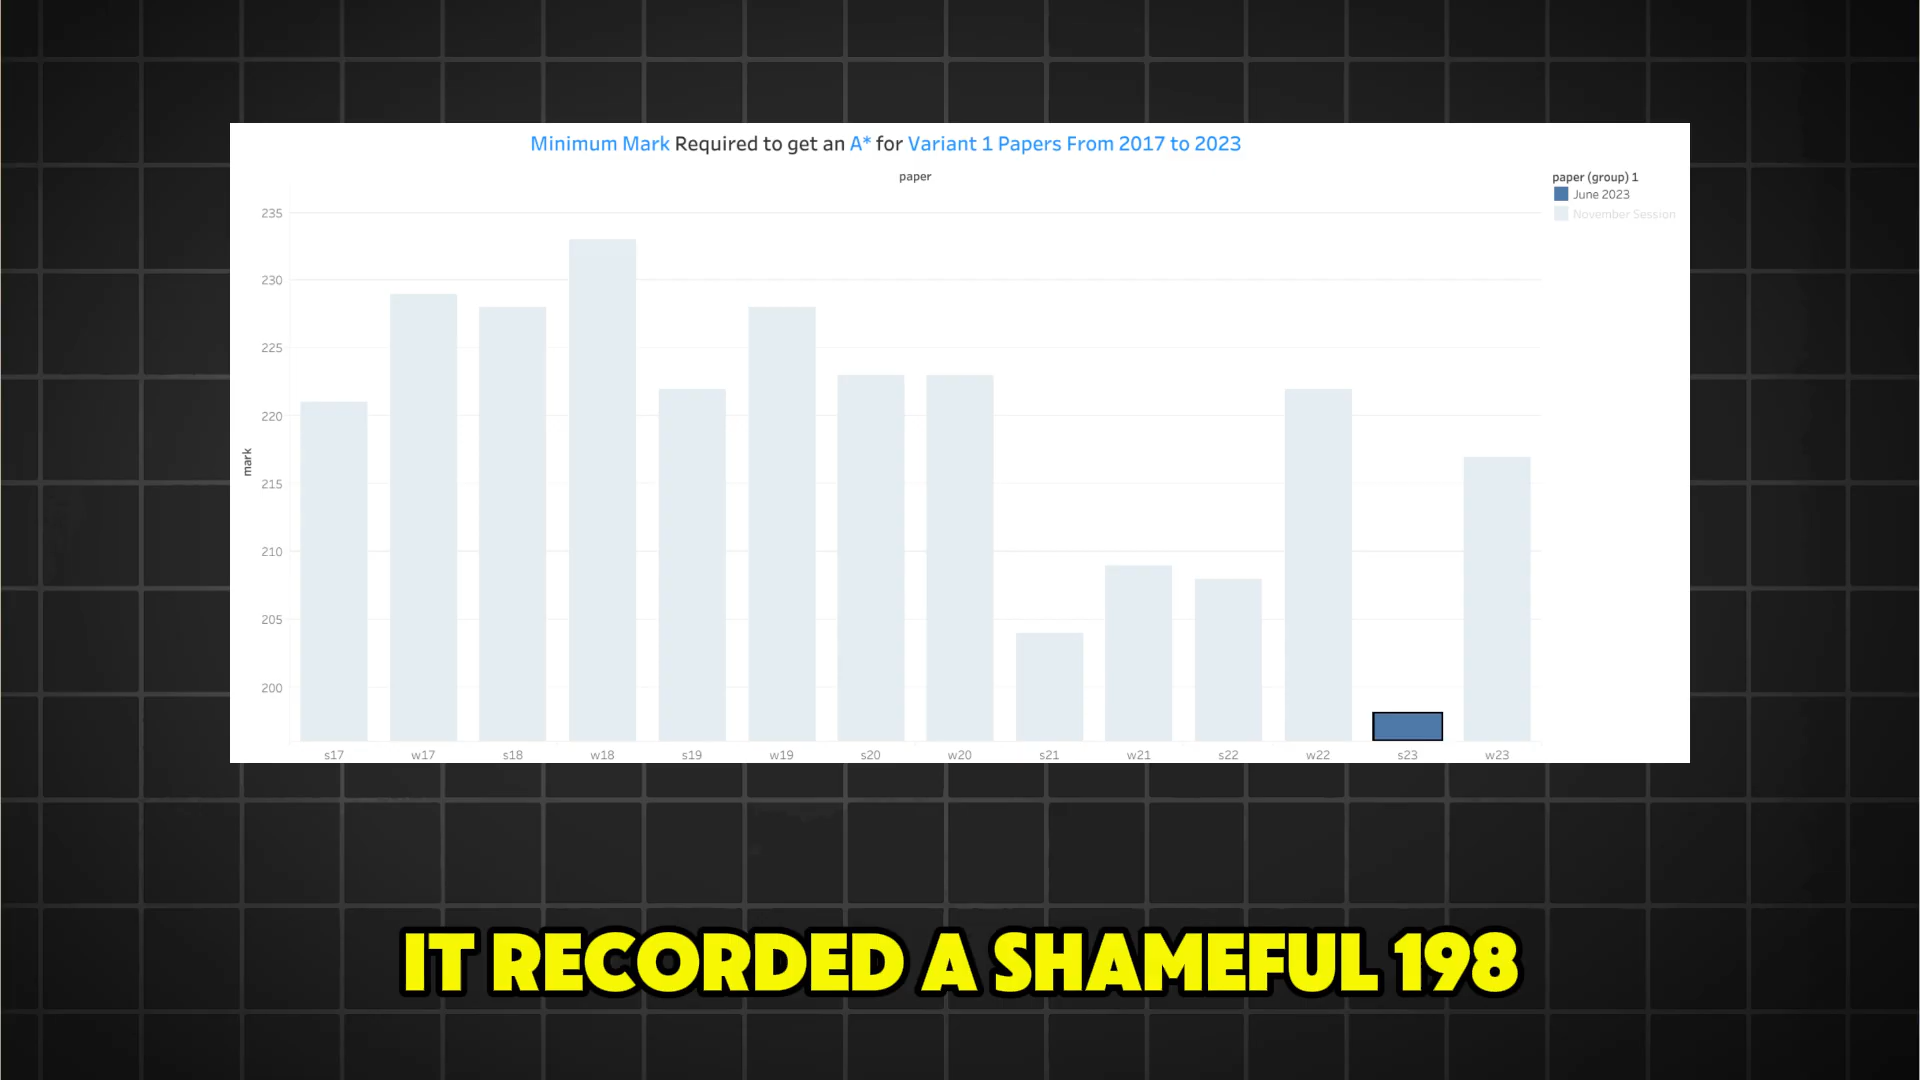 Minimum Mark Required to get an A* for Variant 1 Papers From 2017 to 2023
paper
paper (group) 1
June 2023
November Session
235
230
225
220
215
210
205
200
mark
s17 w17 s18 w18 s19 w19 s20 w20 s21 w21 s22 w22 s23 w23
IT RECORDED A SHAMEFUL 198